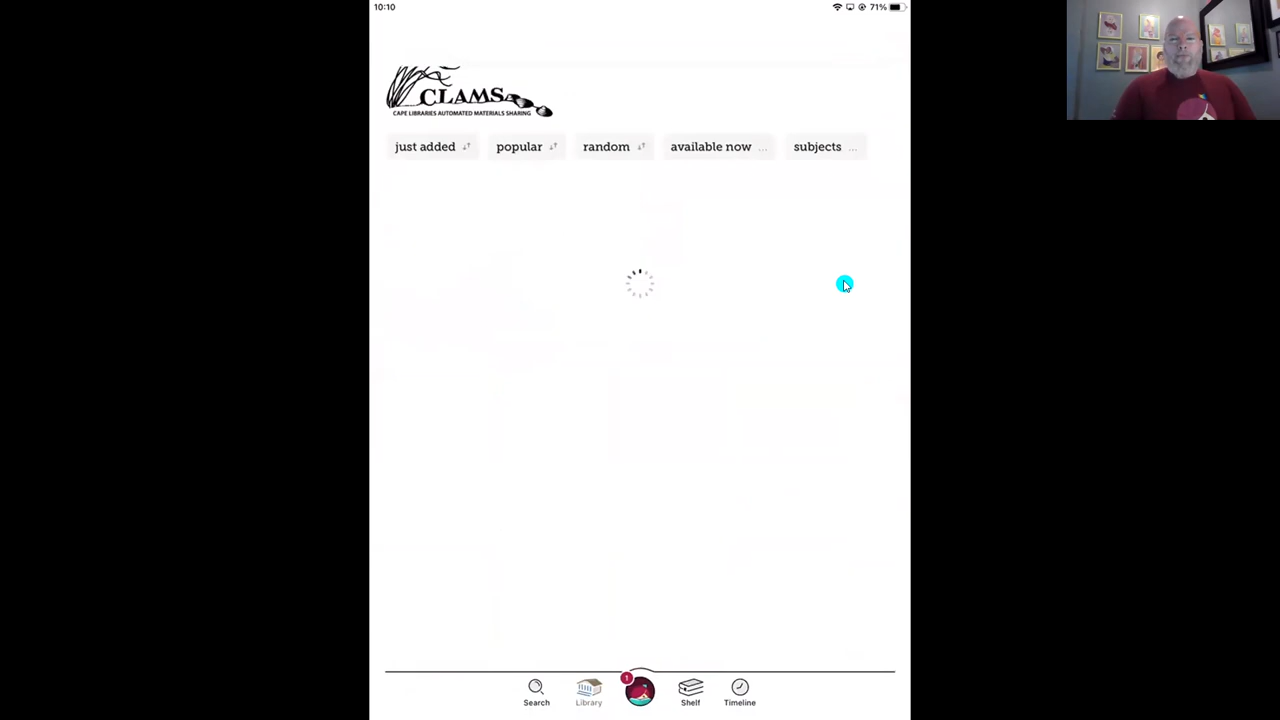 10:10
71%
CLAMS
CAPE LIBRARIES AUTOMATED MATERIALS SHARING
just added popular random available now ... subjects ...
1
Search Library Shelf Timeline